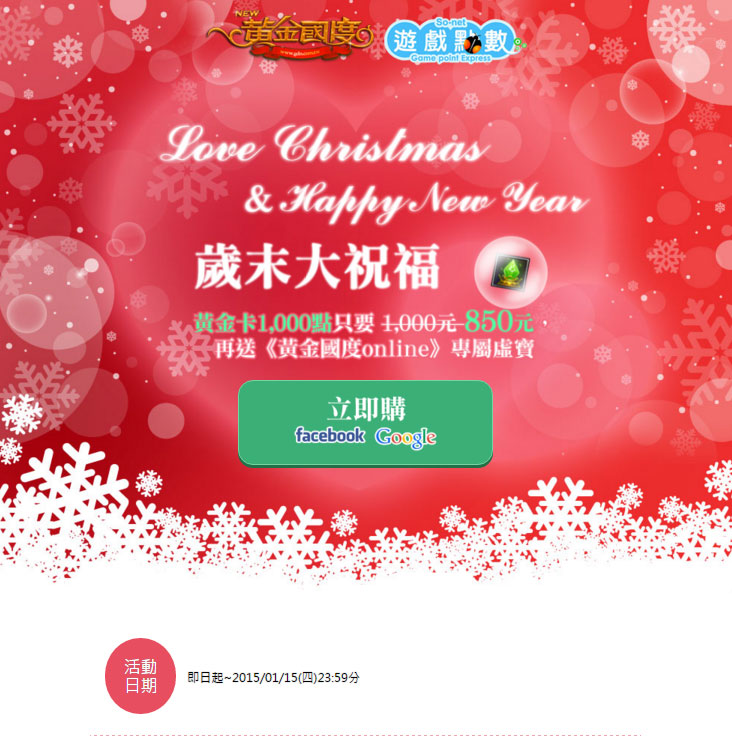 NEW
黃金國度
So-net
遊戲點數
Game point Express
Love Christmas
& Happy New Year
歲末大祝福
黃金卡1,000點只要 1,000元 850元,
再送《黃金國度online》專屬虛寶
立即購
facebook Google
活動
日期
即日起~2015/01/15(四)23:59分